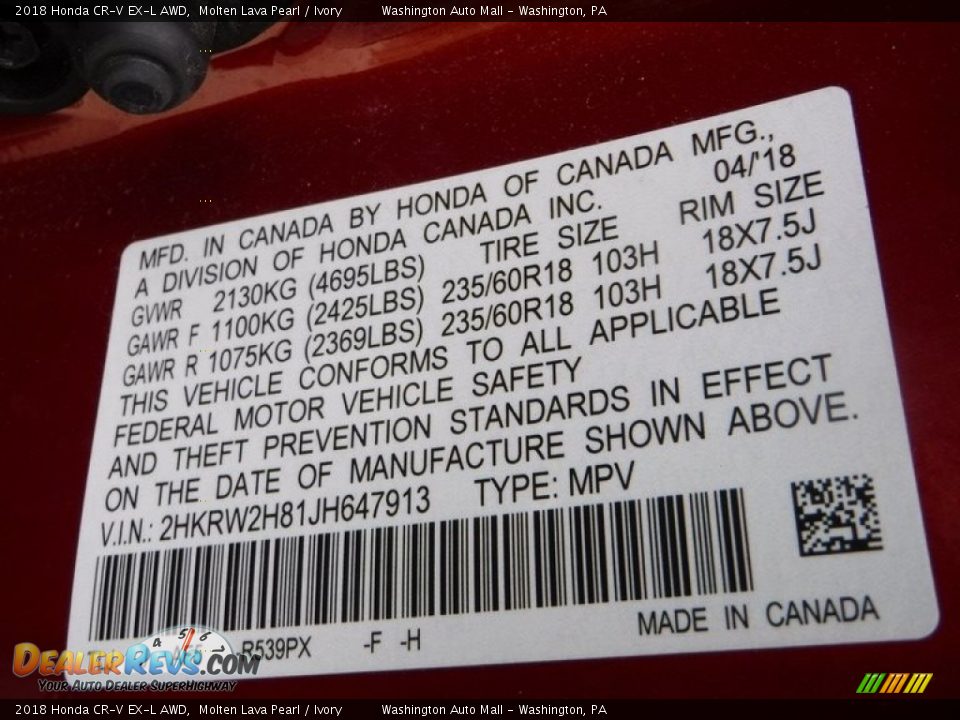 2018 Honda CR-V EX-L AWD, Molten Lava Pearl / Ivory Washington Auto Mall - Washington, PA
MFD. IN CANADA BY HONDA OF CANADA MFG.,
A DIVISION OF HONDA CANADA INC. 04/'18
GVWR 2130KG (4695LBS) TIRE SIZE RIM SIZE
GAWR F 1100KG (2425LBS) 235/60R18 103H 18X7.5J
GAWR R 1075KG (2369LBS) 235/60R18 103H 18X7.5J
THIS VEHICLE CONFORMS TO ALL APPLICABLE
FEDERAL MOTOR VEHICLE SAFETY
AND THEFT PREVENTION STANDARDS IN EFFECT
ON THE DATE OF MANUFACTURE SHOWN ABOVE.
V.I.N.: 2HKRW2H81JH647913 TYPE: MPV
-R539PX -F -H MADE IN CANADA
4 5 6 7
DEALERREVS.COM
YOUR AUTO DEALER SUPERHIGHWAY
2018 Honda CR-V EX-L AWD, Molten Lava Pearl / Ivory Washington Auto Mall - Washington, PA